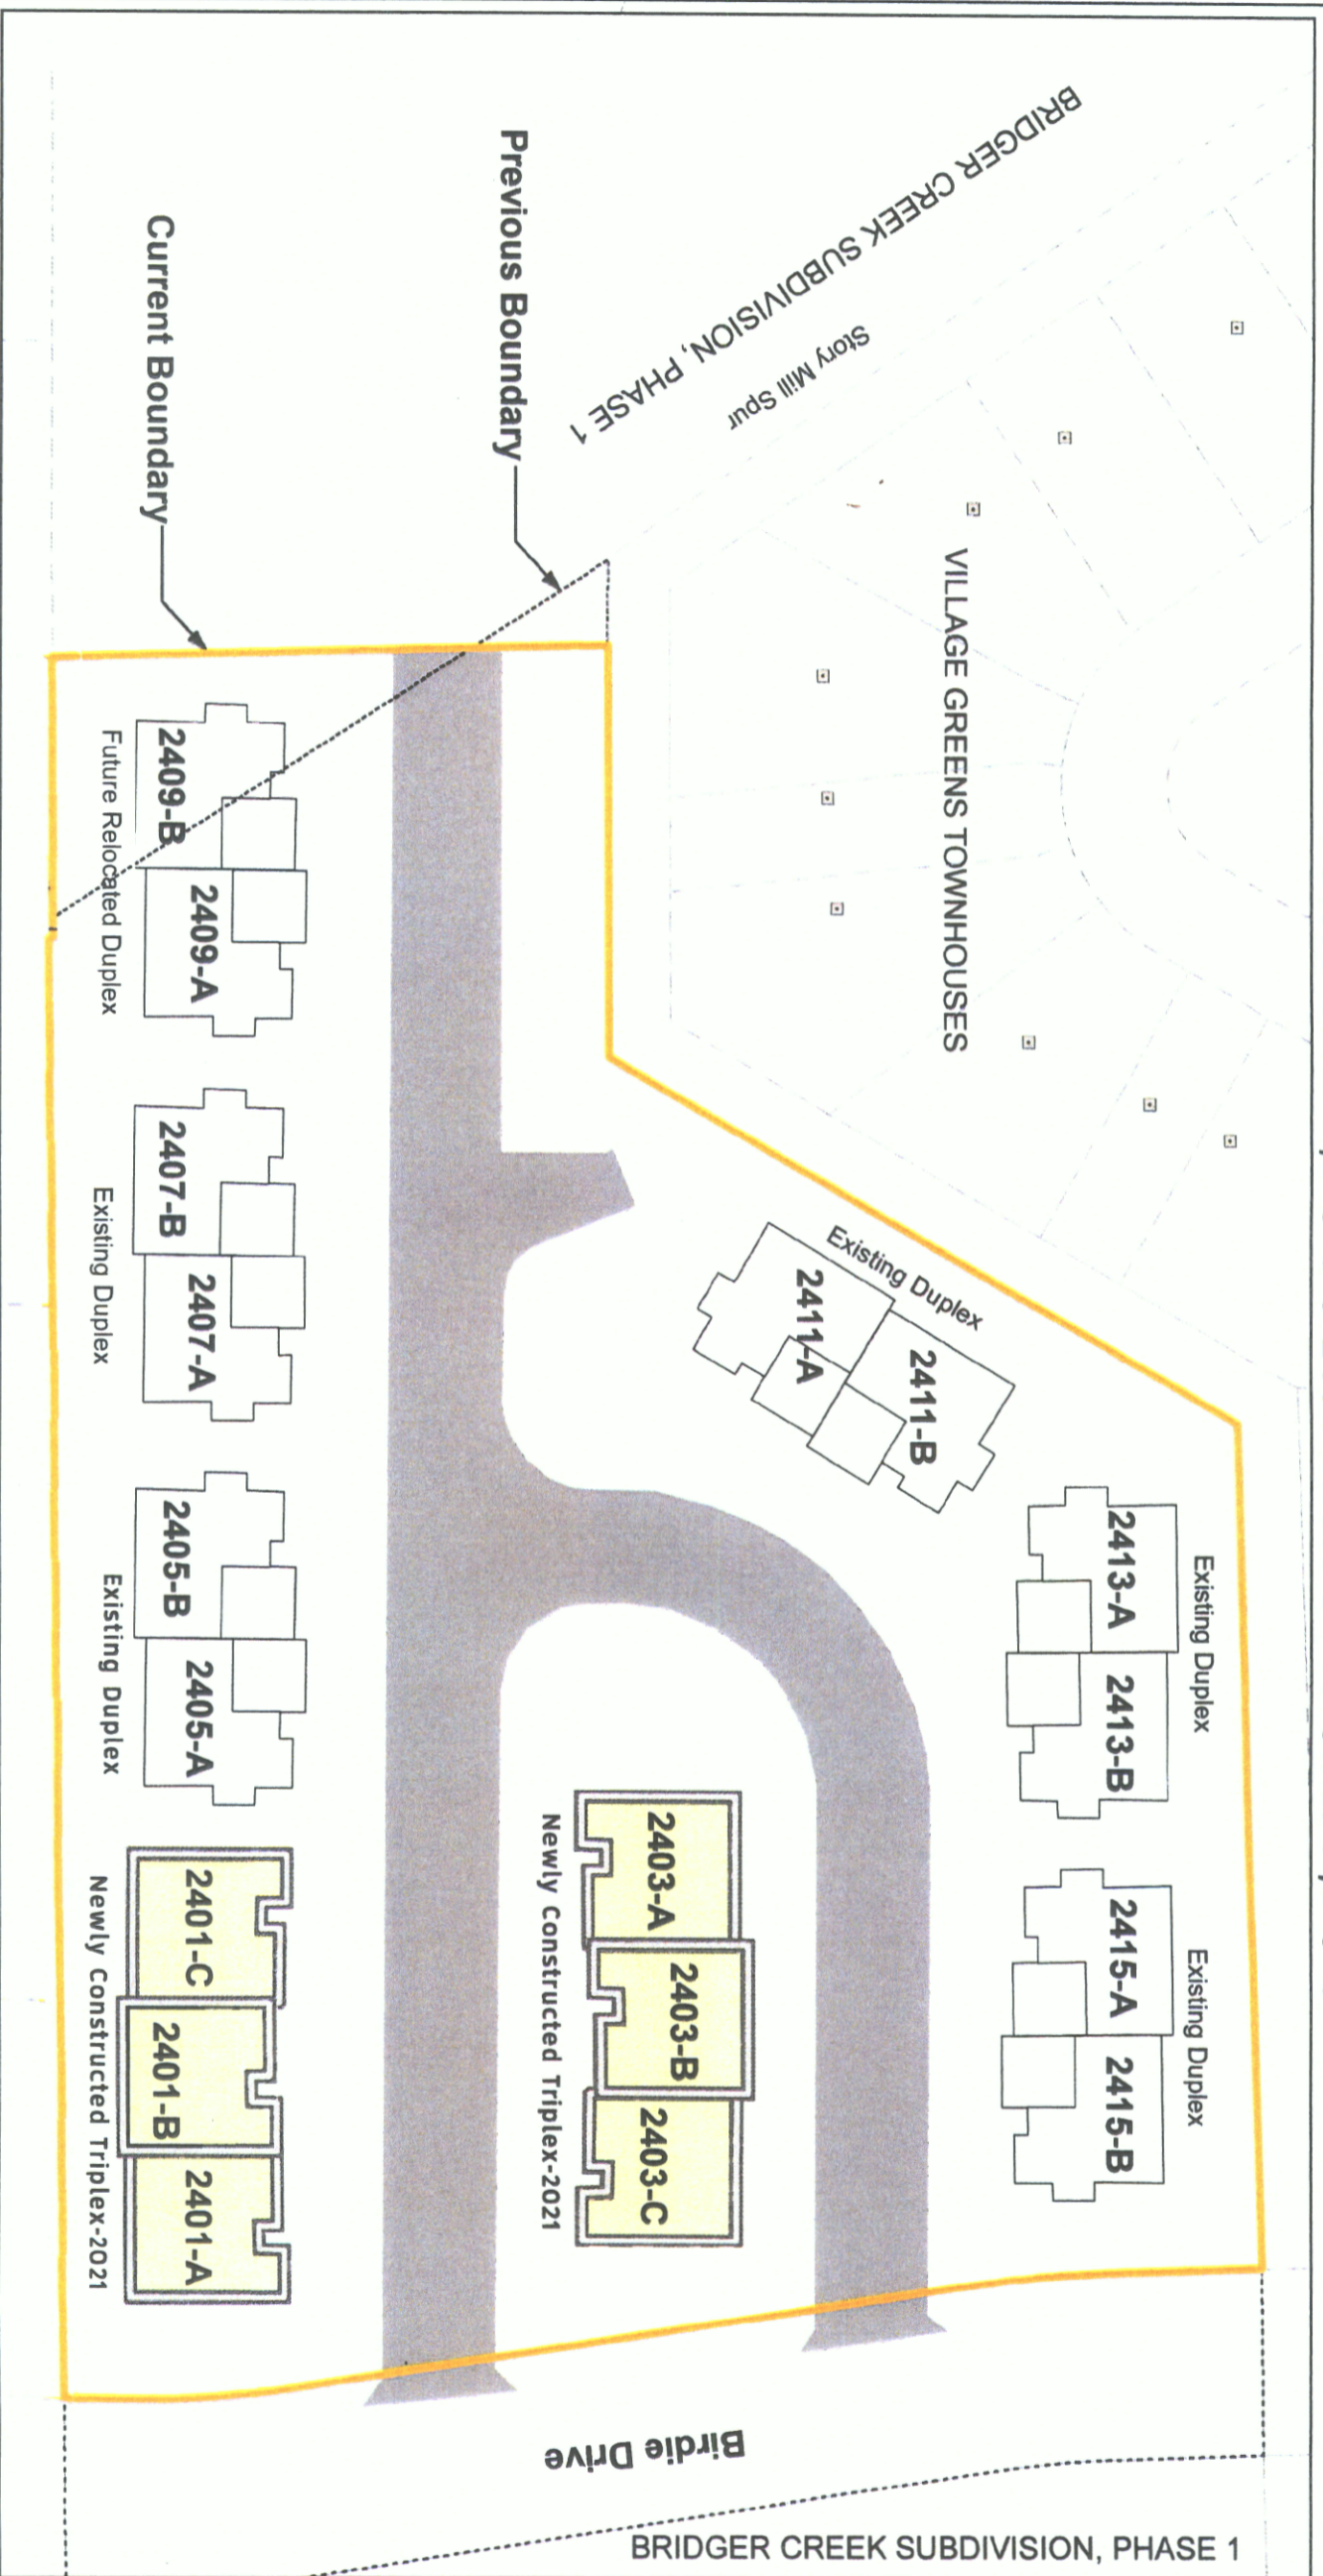 BRIDGER CREEK SUBDIVISION, PHASE 1
Story Mill Spur
VILLAGE GREENS TOWNHOUSES
Previous Boundary
Current Boundary
Existing Duplex
2411-A
2411-B
Existing Duplex
2413-A
2413-B
Existing Duplex
2415-A
2415-B
2403-A
2403-B
2403-C
Newly Constructed Triplex-2021
2409-B
2409-A
Future Relocated Duplex
2407-B
2407-A
Existing Duplex
2405-B
2405-A
Existing Duplex
2401-C
2401-B
2401-A
Newly Constructed Triplex-2021
Birdie Drive
BRIDGER CREEK SUBDIVISION, PHASE 1